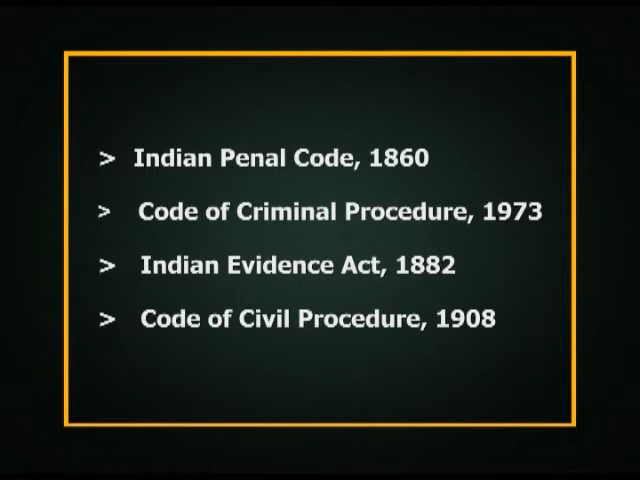 > Indian Penal Code, 1860
> Code of Criminal Procedure, 1973
> Indian Evidence Act, 1882
> Code of Civil Procedure, 1908